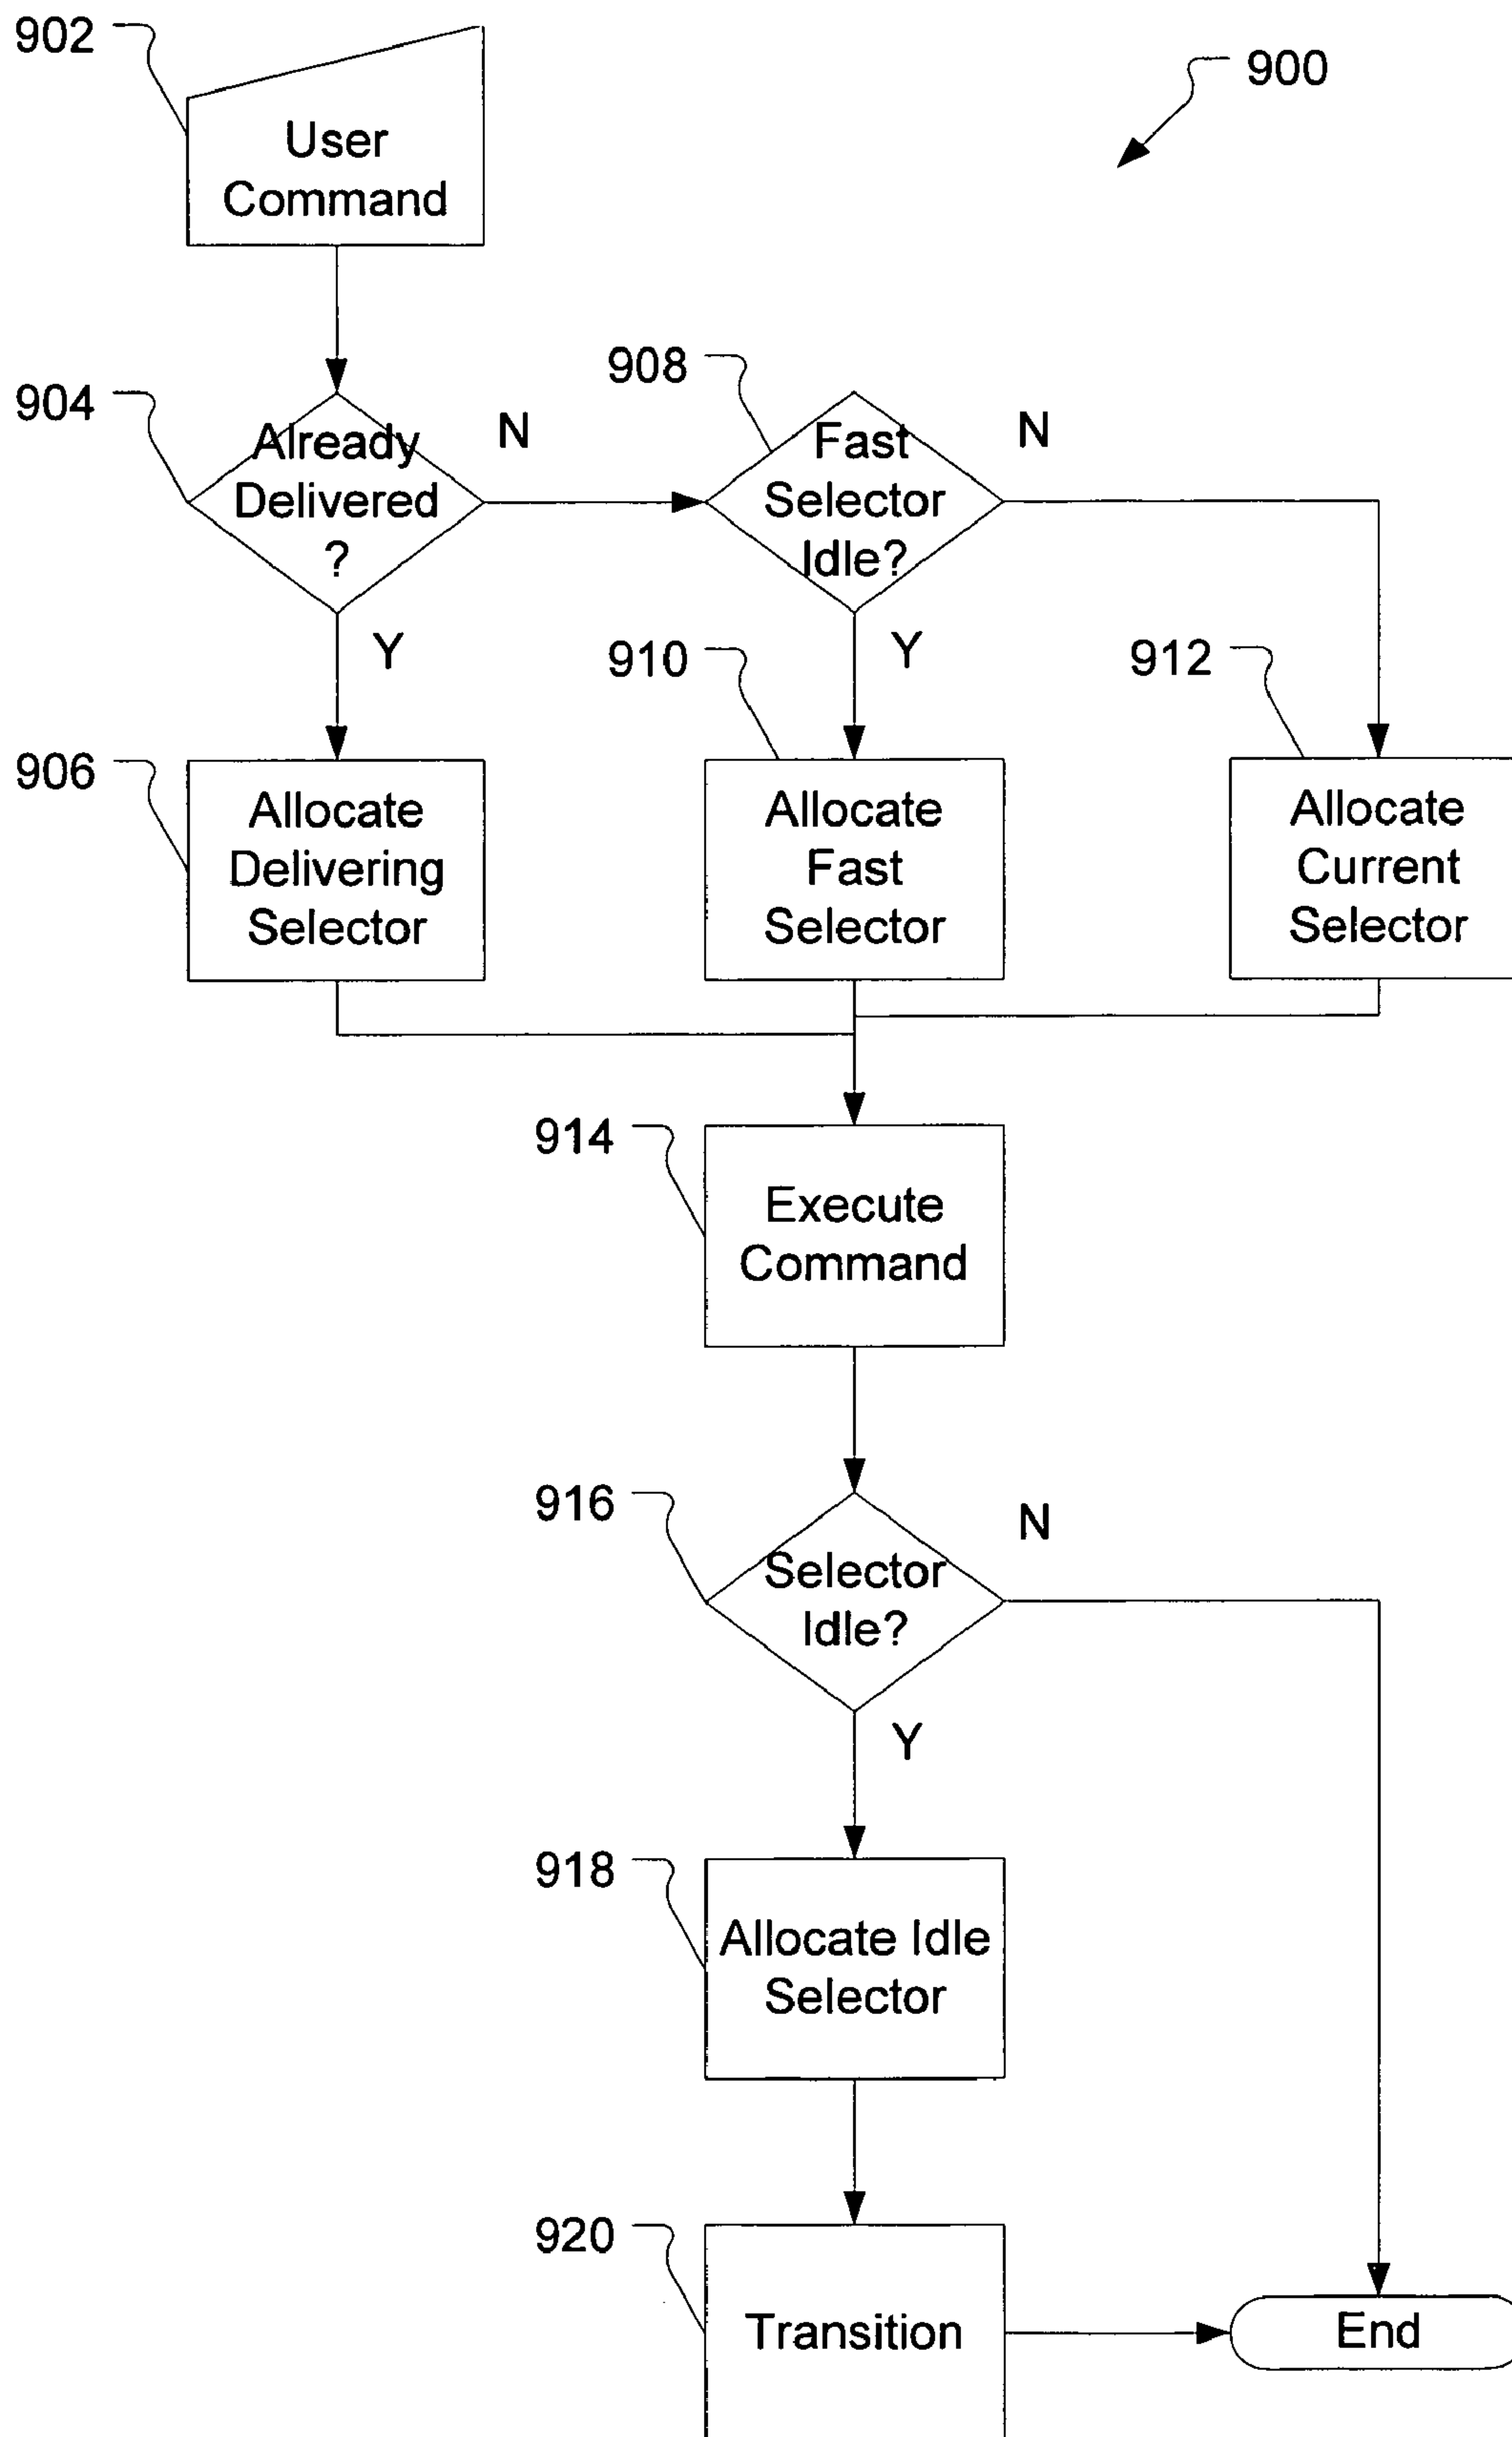 902
900
User
Command
904
Already
Delivered
?
N
Y
908
Fast
Selector
Idle?
N
Y
906
Allocate
Delivering
Selector
910
Allocate
Fast
Selector
912
Allocate
Current
Selector
914
Execute
Command
916
Selector
Idle?
N
Y
918
Allocate Idle
Selector
920
Transition
End